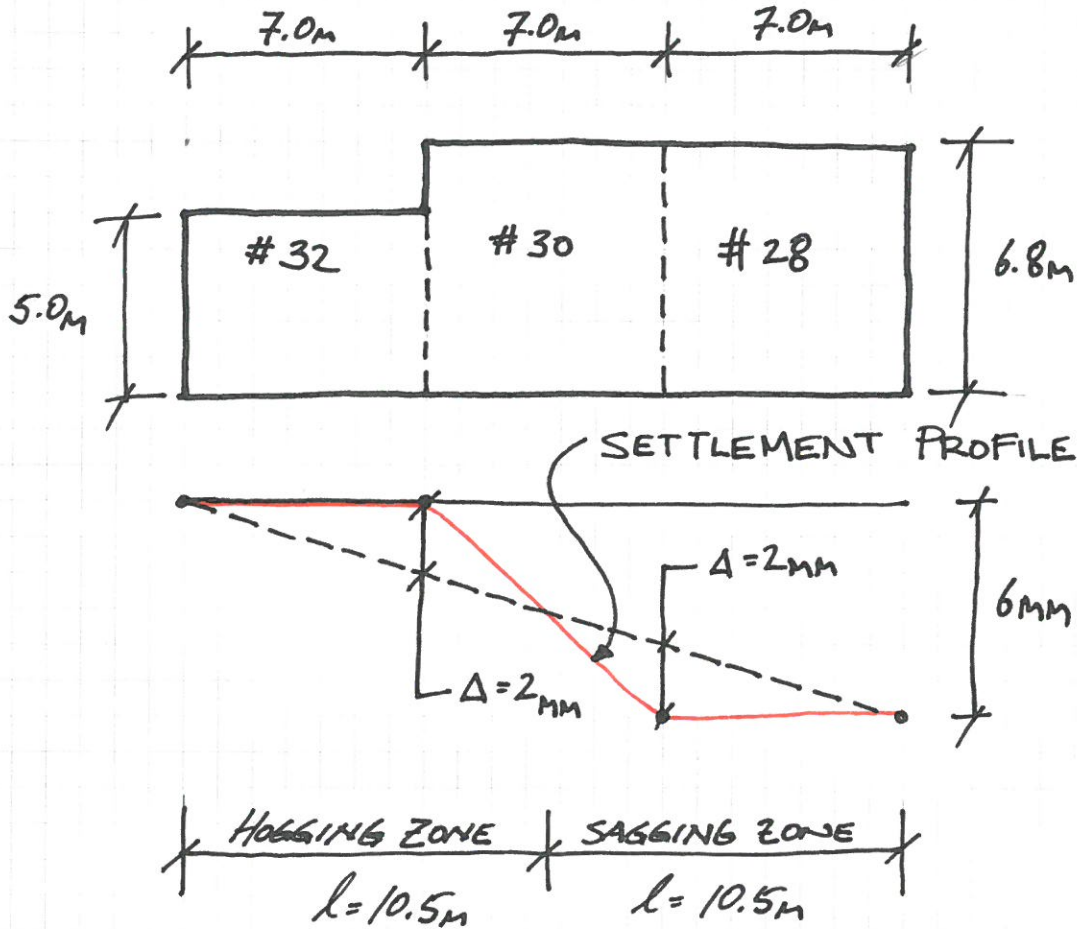 7.0M 7.0M 7.0M
#32 #30 #28
5.0M 6.8M
SETTLEMENT PROFILE
Δ=2MM
6MM
Δ=2MM
HOGGING ZONE SAGGING ZONE
l=10.5M l=10.5M